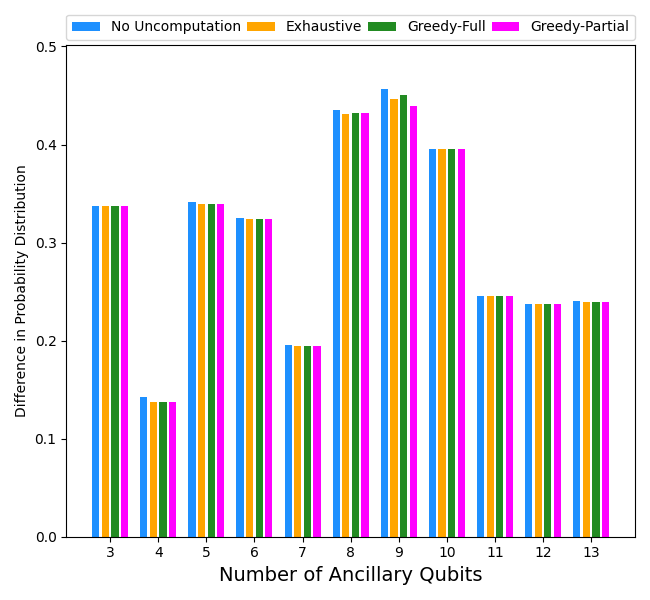 No Uncomputation Exhaustive Greedy-Full Greedy-Partial
0.5
0.4
0.3
0.2
0.1
0.0
Difference in Probability Distribution
3 4 5 6 7 8 9 10 11 12 13
Number of Ancillary Qubits